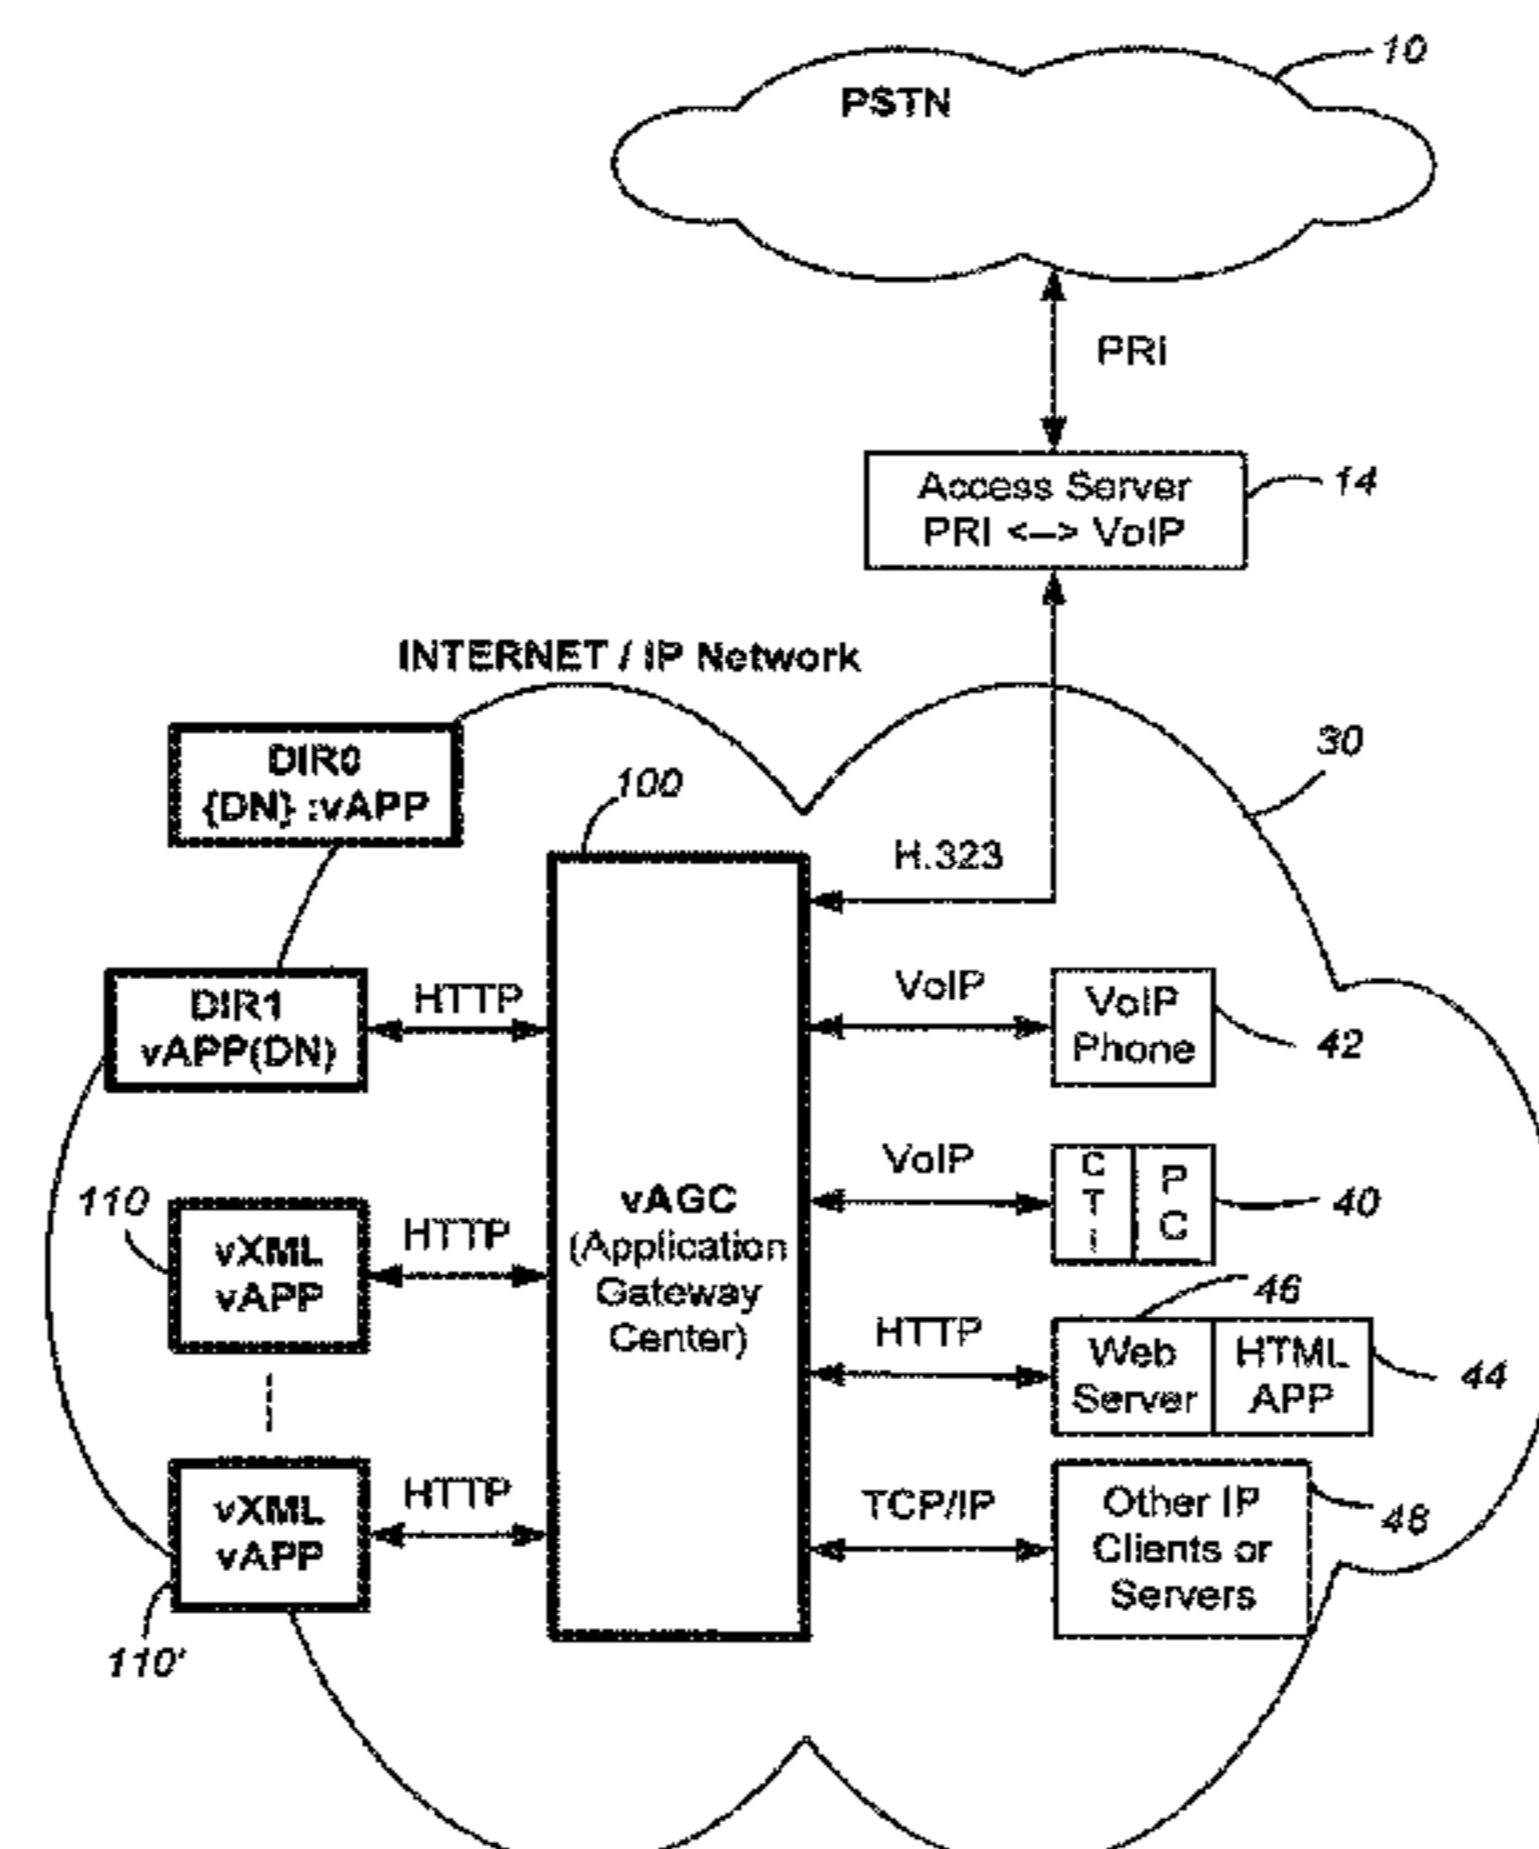 10
PSTN
PRI
Access Server
PRI <--> VoIP
14
INTERNET / IP Network
DIR0
{DN} :vAPP
100
30
H.323
DIR1
vAPP(DN)
HTTP
VoIP
VoIP
Phone
42
110
vXML
vAPP
HTTP
vAGC
(Application
Gateway
Center)
VoIP
CTI
PC
40
HTTP
46
Web
Server
HTML
APP
44
vXML
vAPP
HTTP
110'
TCP/IP
Other IP
Clients or
Servers
48